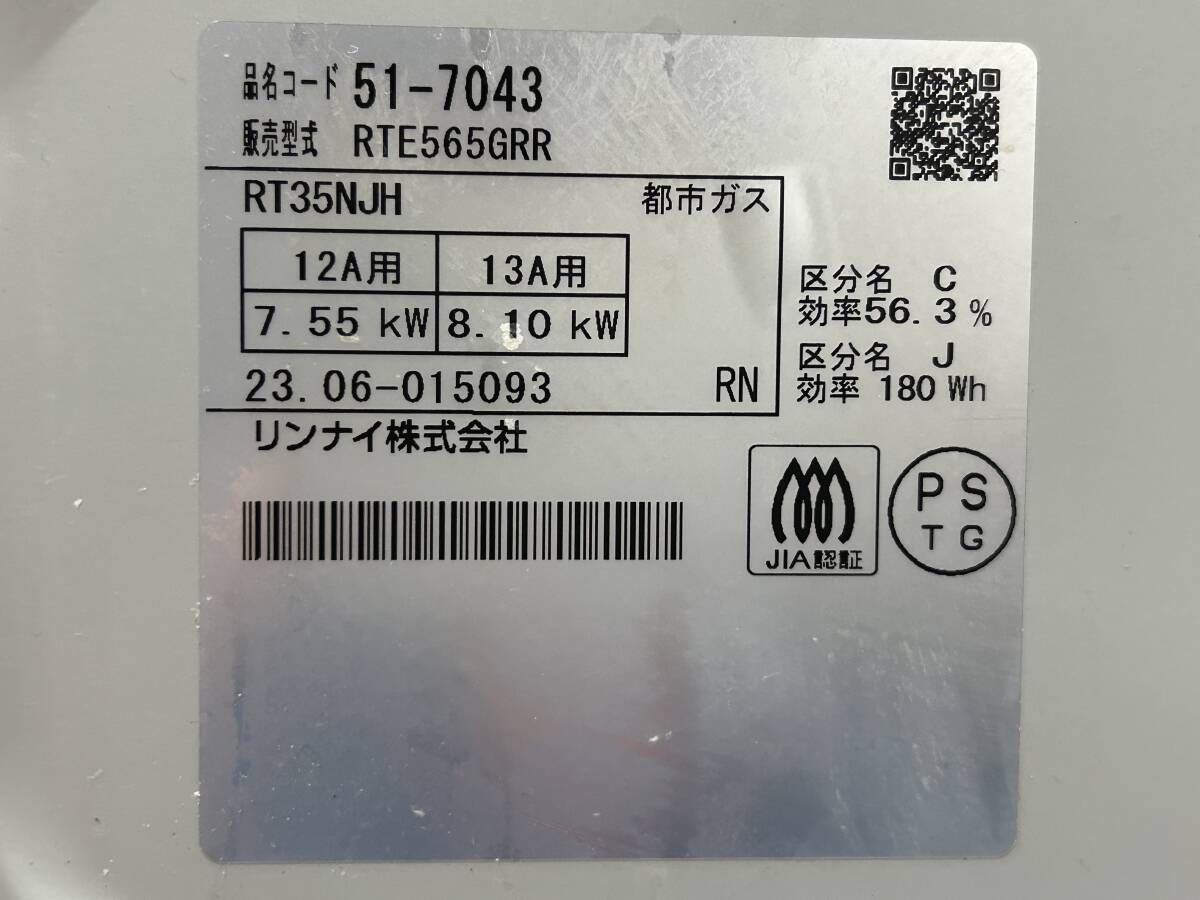 品名コード 51-7043
販売型式 RTE565GRR
RT35NJH 都市ガス
12A用 13A用
7.55 kW 8.10 kW
23.06-015093 RN
リンナイ株式会社
区分名 C
効率56.3 %
区分名 J
効率 180 Wh
JIA認証
PS
TG